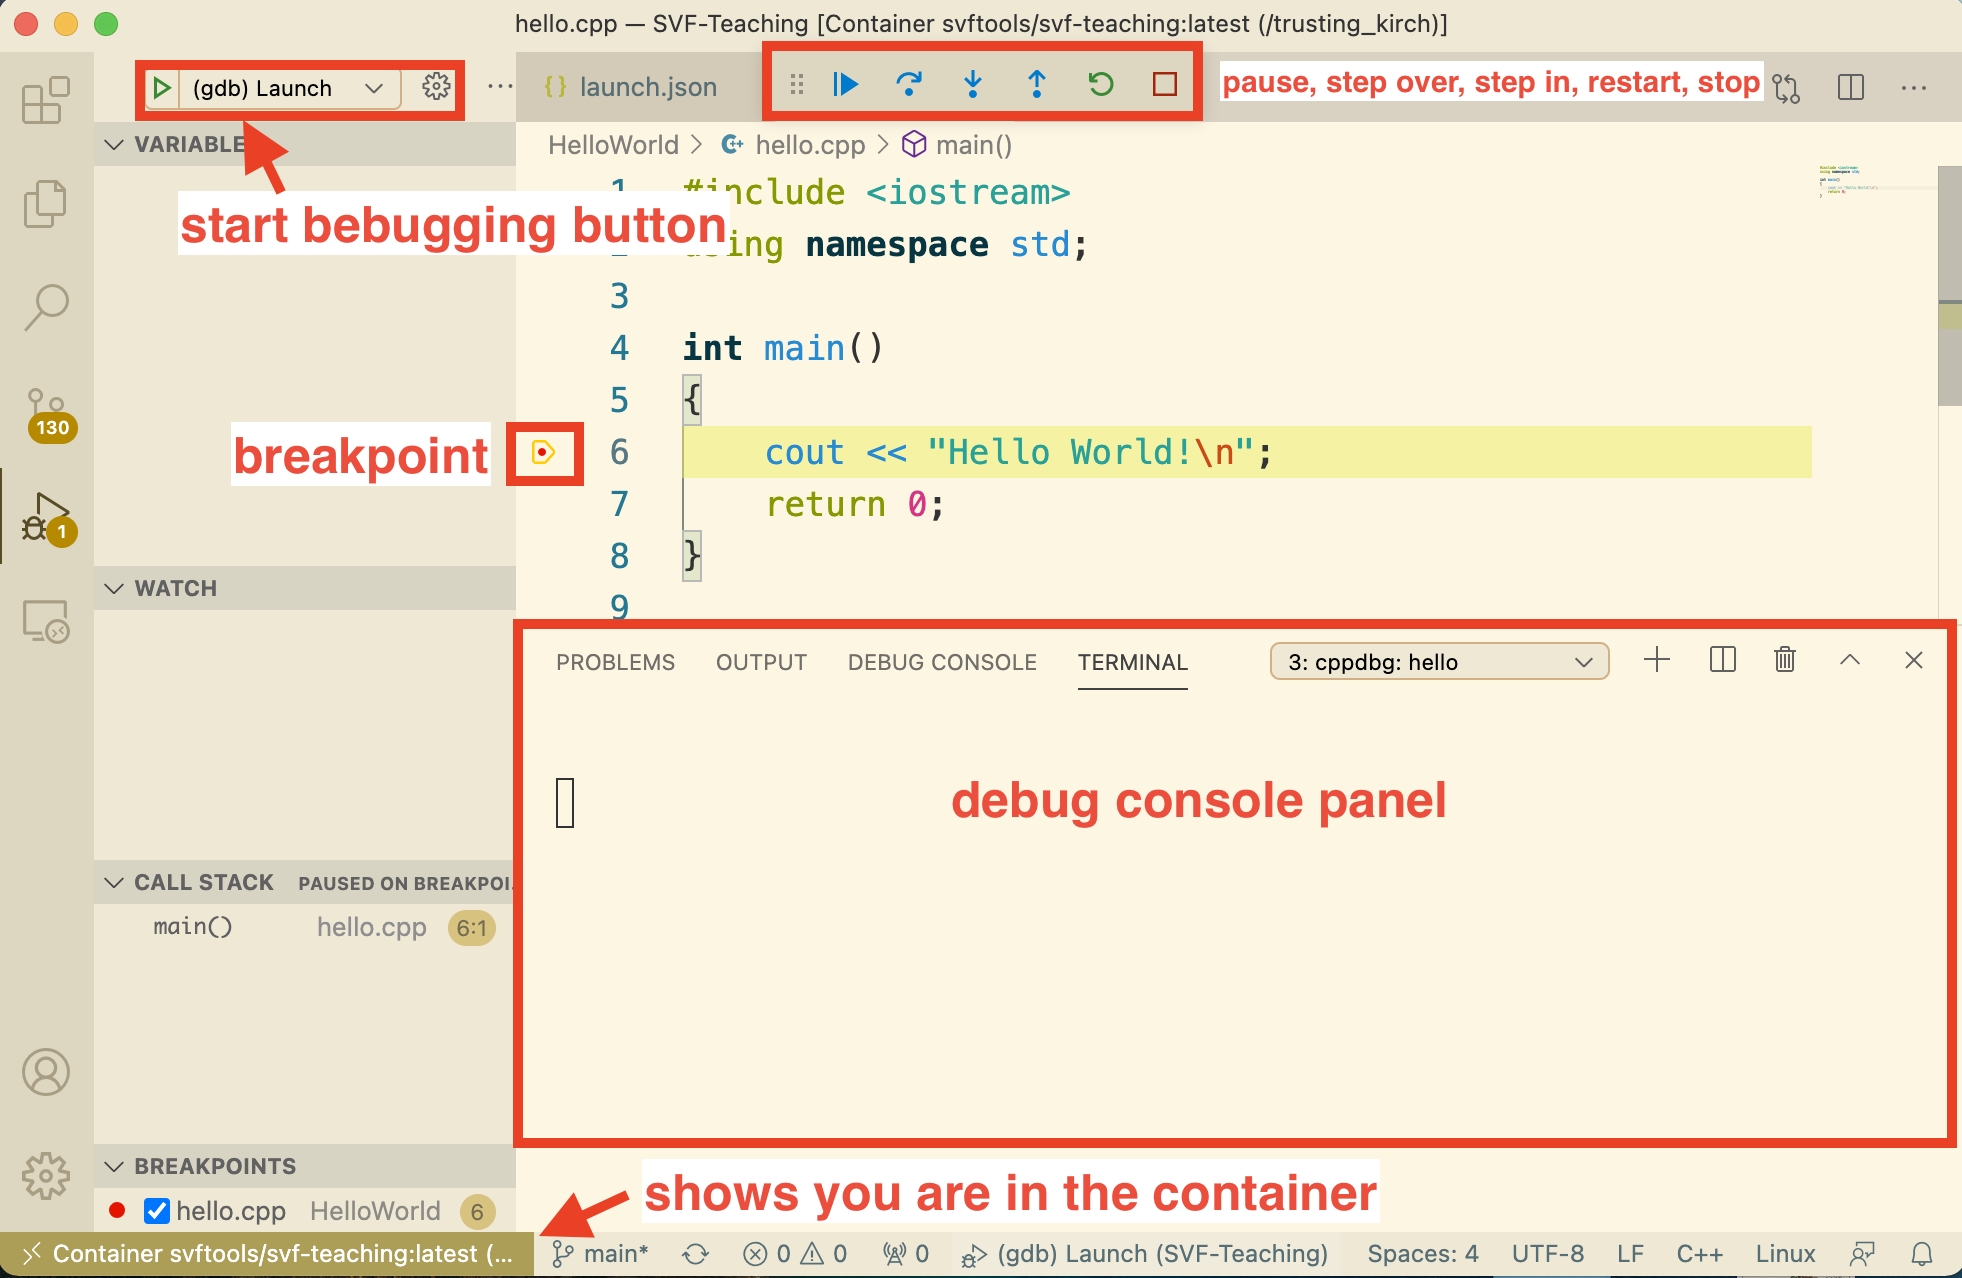 hello.cpp — SVF-Teaching [Container svftools/svf-teaching:latest (/trusting_kirch)]
(gdb) Launch
launch.json
pause, step over, step in, restart, stop
VARIABLE
HelloWorld > hello.cpp > main()
start bebugging button
1 #include <iostream>
using namespace std;
3
4 int main()
5 {
breakpoint
6 cout << "Hello World!\n";
7 return 0;
8 }
9
130
1
WATCH
PROBLEMS OUTPUT DEBUG CONSOLE TERMINAL 3: cppdbg: hello
debug console panel
CALL STACK PAUSED ON BREAKPOI...
main() hello.cpp 6:1
BREAKPOINTS
hello.cpp HelloWorld 6
shows you are in the container
Container svftools/svf-teaching:latest (... main* 0 0 0 (gdb) Launch (SVF-Teaching) Spaces: 4 UTF-8 LF C++ Linux